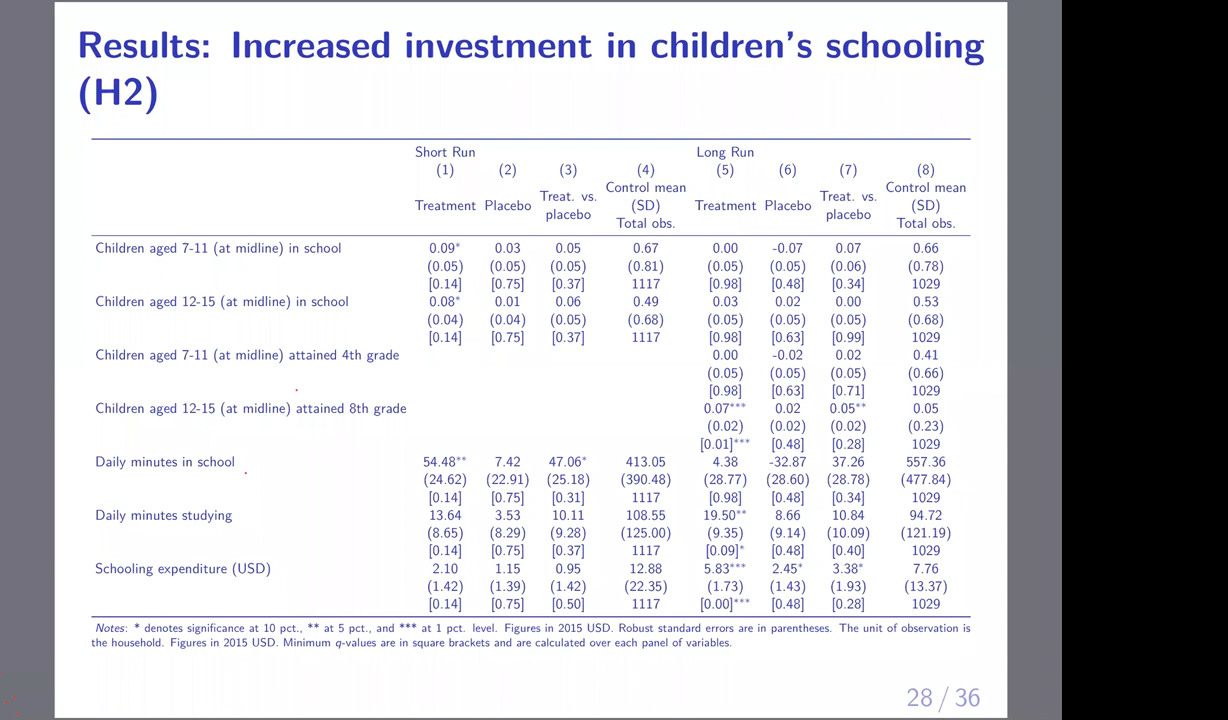 Results: Increased investment in children's schooling
(H2)
Short Run Long Run
(1) (2) (3) (4) (5) (6) (7) (8)
Treatment Placebo Treat. vs. placebo Control mean (SD) Total obs. Treatment Placebo Treat. vs. placebo Control mean (SD) Total obs.
Children aged 7-11 (at midline) in school 0.09* 0.03 0.05 0.67 0.00 -0.07 0.07 0.66
(0.05) (0.05) (0.05) (0.81) (0.05) (0.05) (0.06) (0.78)
[0.14] [0.75] [0.37] 1117 [0.98] [0.48] [0.34] 1029
Children aged 12-15 (at midline) in school 0.08* 0.01 0.06 0.49 0.03 0.02 0.00 0.53
(0.04) (0.04) (0.05) (0.68) (0.05) (0.05) (0.05) (0.68)
[0.14] [0.75] [0.37] 1117 [0.98] [0.63] [0.99] 1029
Children aged 7-11 (at midline) attained 4th grade 0.00 -0.02 0.02 0.41
(0.05) (0.05) (0.05) (0.66)
[0.98] [0.63] [0.71] 1029
Children aged 12-15 (at midline) attained 8th grade 0.07*** 0.02 0.05** 0.05
(0.02) (0.02) (0.02) (0.23)
[0.01]*** [0.48] [0.28] 1029
Daily minutes in school 54.48** 7.42 47.06* 413.05 4.38 -32.87 37.26 557.36
(24.62) (22.91) (25.18) (390.48) (28.77) (28.60) (28.78) (477.84)
[0.14] [0.75] [0.31] 1117 [0.98] [0.48] [0.34] 1029
Daily minutes studying 13.64 3.53 10.11 108.55 19.50** 8.66 10.84 94.72
(8.65) (8.29) (9.28) (125.00) (9.35) (9.14) (10.09) (121.19)
[0.14] [0.75] [0.37] 1117 [0.09]* [0.48] [0.40] 1029
Schooling expenditure (USD) 2.10 1.15 0.95 12.88 5.83*** 2.45* 3.38* 7.76
(1.42) (1.39) (1.42) (22.35) (1.73) (1.43) (1.93) (13.37)
[0.14] [0.75] [0.50] 1117 [0.00]*** [0.48] [0.28] 1029
Notes: * denotes significance at 10 pct., ** at 5 pct., and *** at 1 pct. level. Figures in 2015 USD. Robust standard errors are in parentheses. The unit of observation is
the household. Figures in 2015 USD. Minimum q-values are in square brackets and are calculated over each panel of variables.
28 / 36